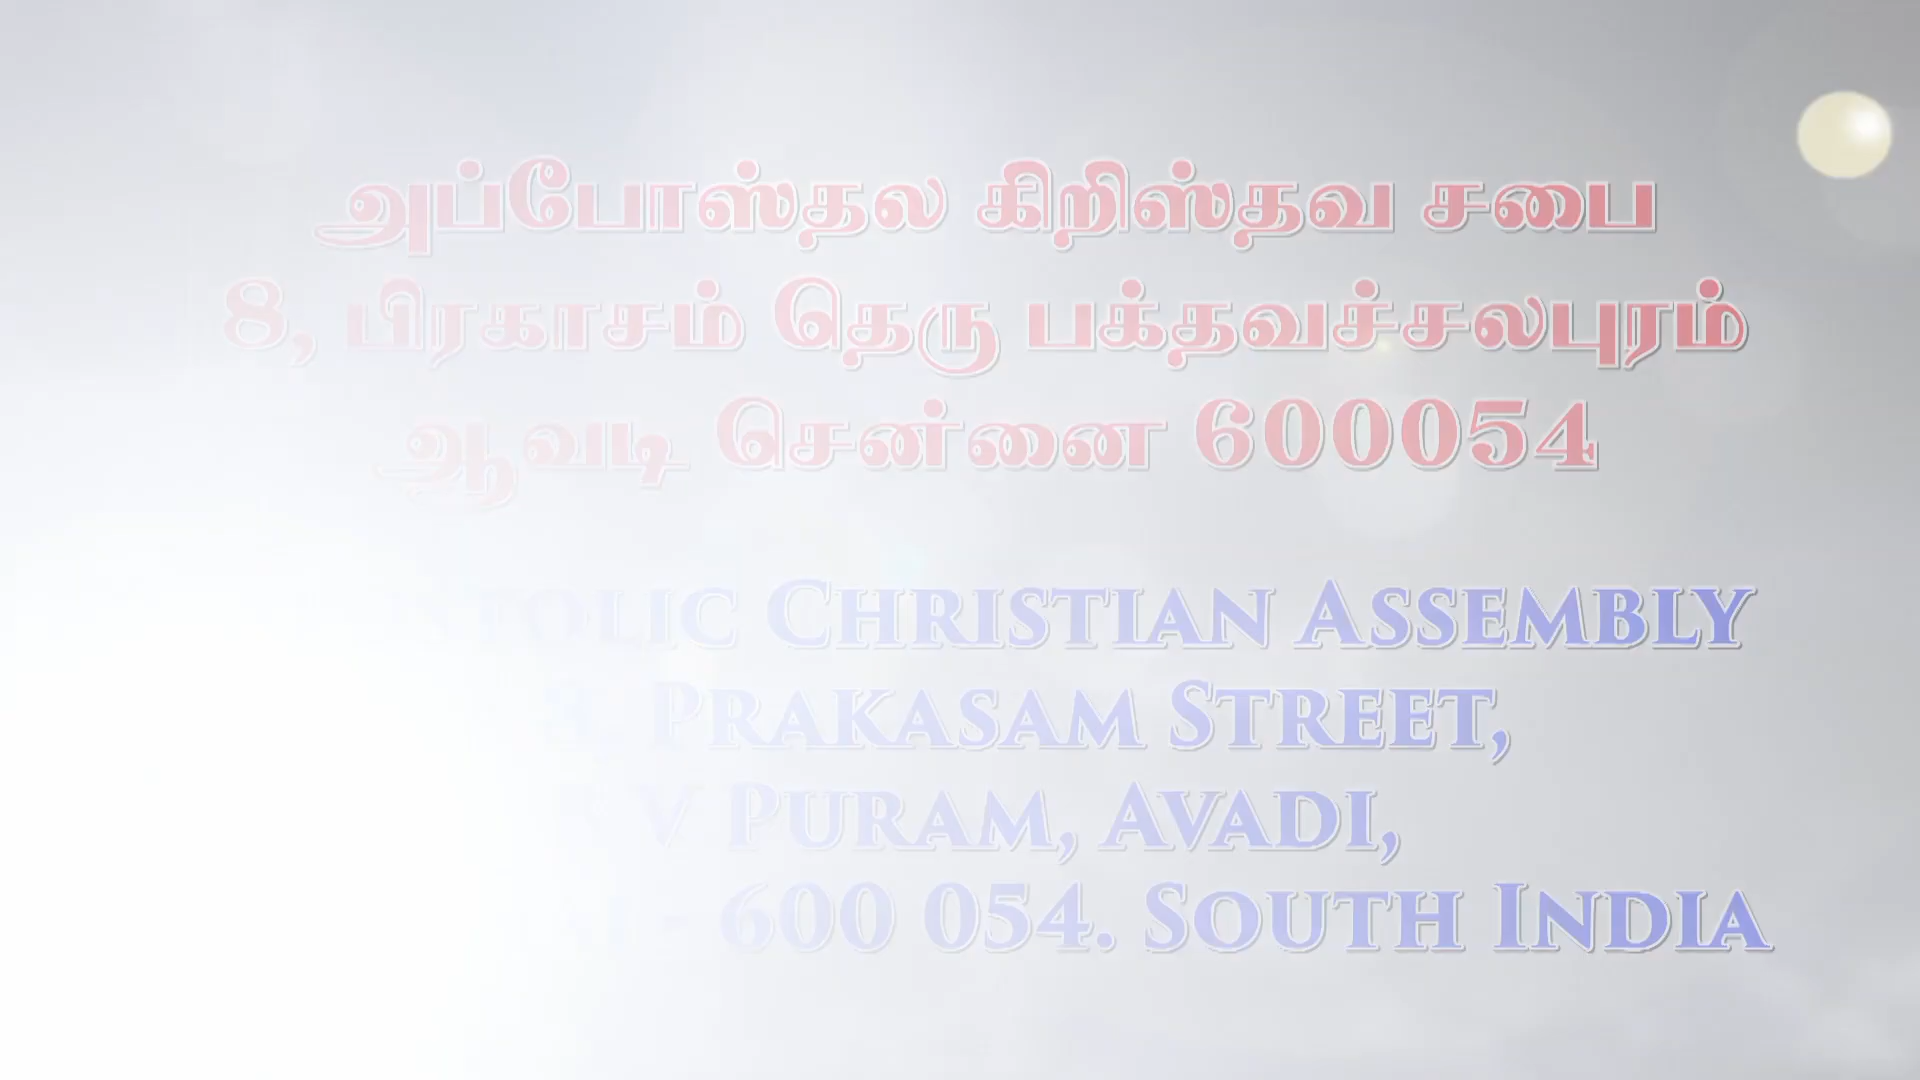 அப்போஸ்தல கிறிஸ்தவ சபை
8, பிரகாசம் தெரு பக்தவச்சலபுரம்
ஆவடி சென்னை 600054
Christian Assembly
Prakasam Street,
V Puram, Avadi,
- 600 054. South India